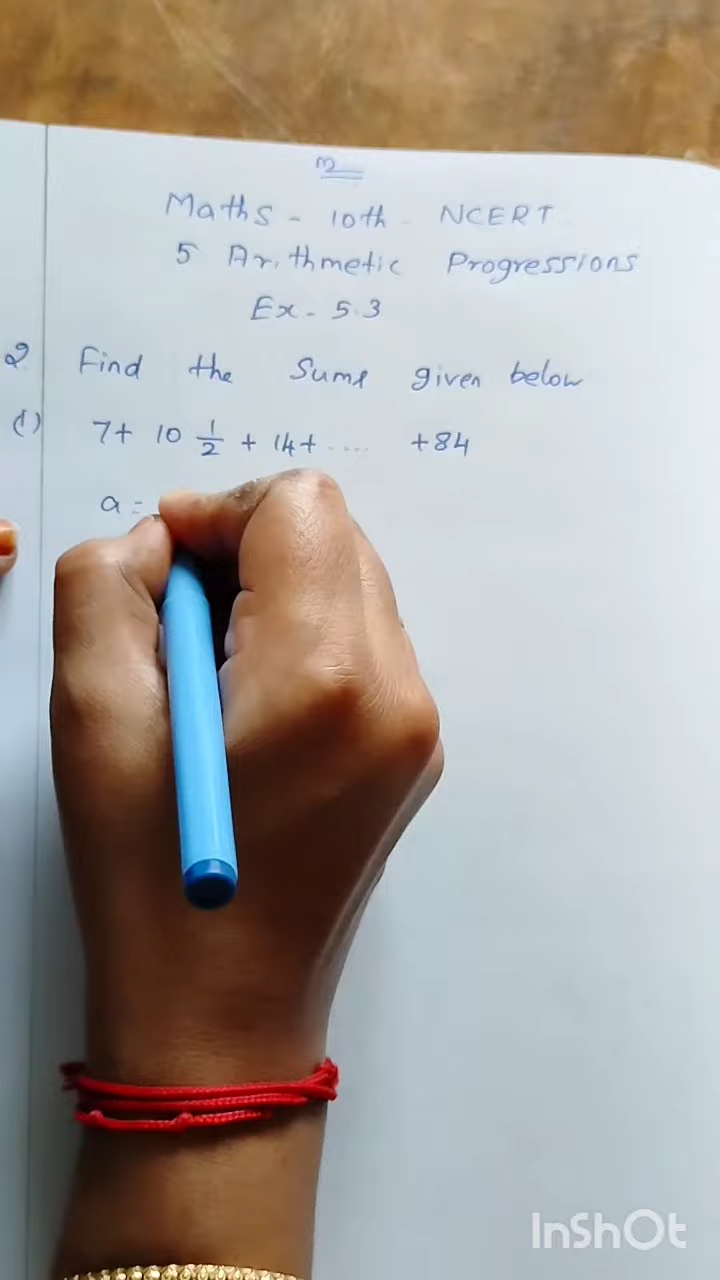 m
Maths - 10th - NCERT
5 Arithmetic Progressions
Ex - 5.3
2 Find the Sums given below
(i) 7+ 10 1/2 + 14+ .... +84
a =
InShOt